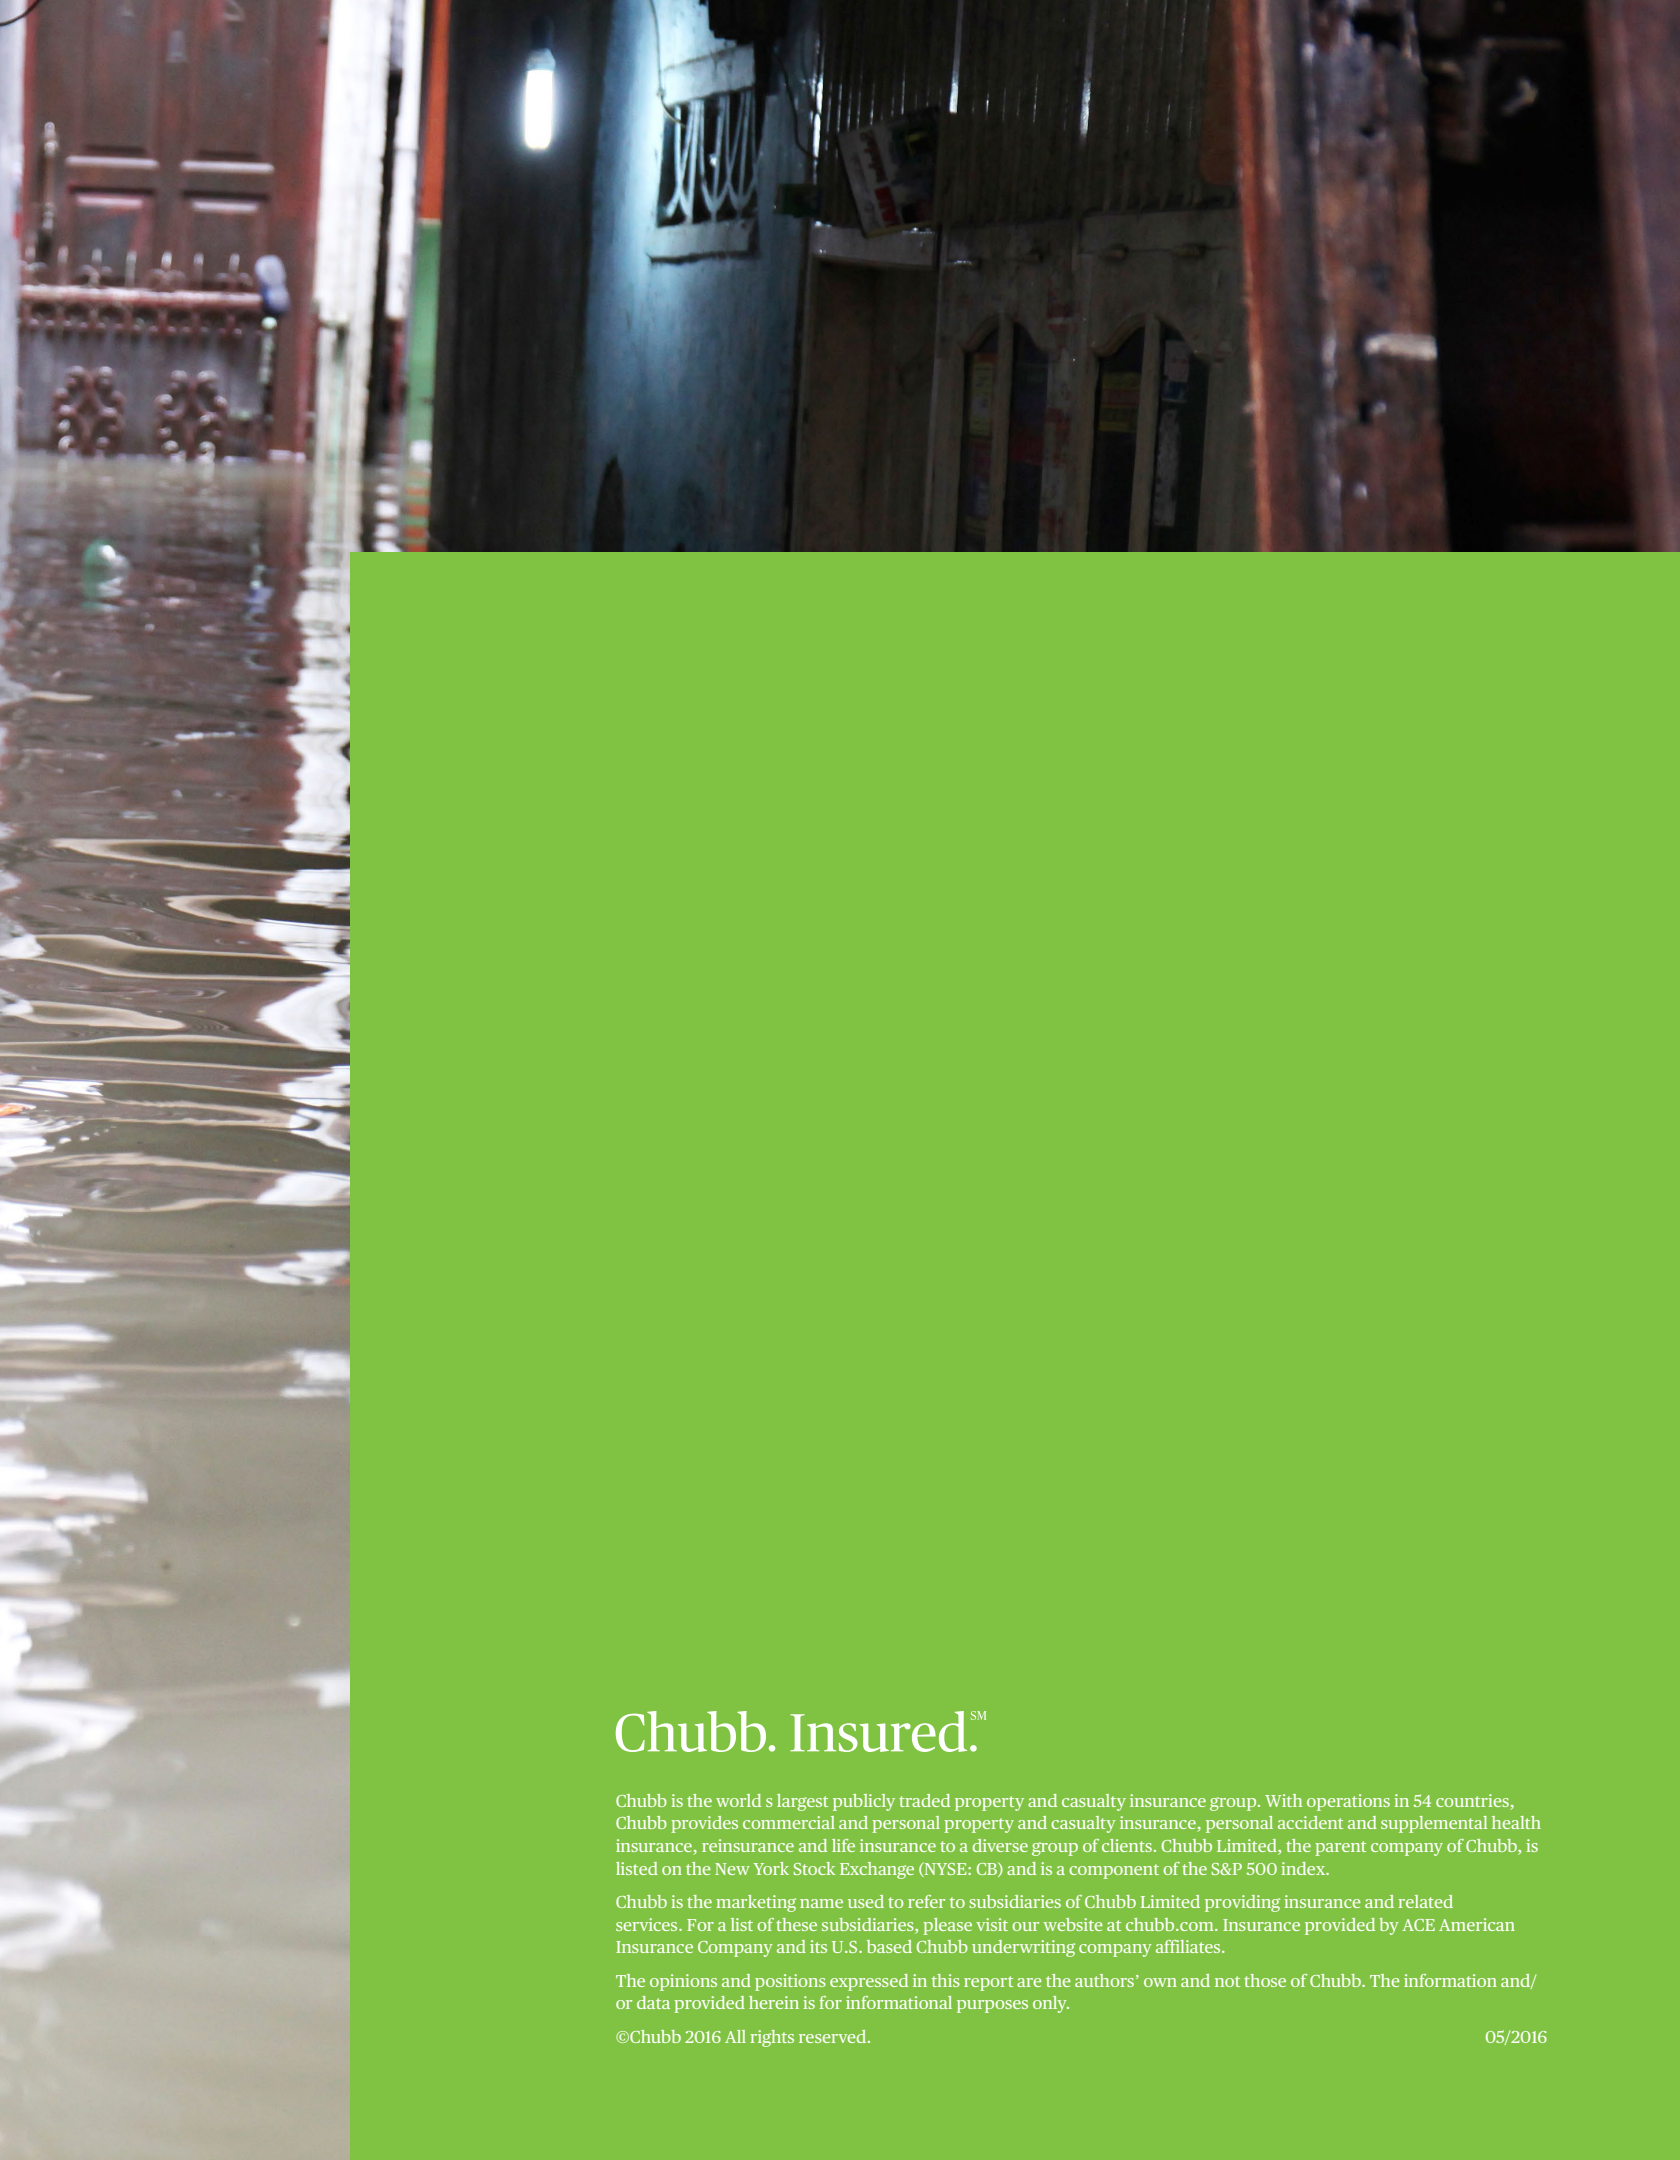 Chubb. Insured.℠
Chubb is the world s largest publicly traded property and casualty insurance group. With operations in 54 countries,
Chubb provides commercial and personal property and casualty insurance, personal accident and supplemental health
insurance, reinsurance and life insurance to a diverse group of clients. Chubb Limited, the parent company of Chubb, is
listed on the New York Stock Exchange (NYSE: CB) and is a component of the S&P 500 index.
Chubb is the marketing name used to refer to subsidiaries of Chubb Limited providing insurance and related
services. For a list of these subsidiaries, please visit our website at chubb.com. Insurance provided by ACE American
Insurance Company and its U.S. based Chubb underwriting company affiliates.
The opinions and positions expressed in this report are the authors’ own and not those of Chubb. The information and/
or data provided herein is for informational purposes only.
©Chubb 2016 All rights reserved. 05/2016